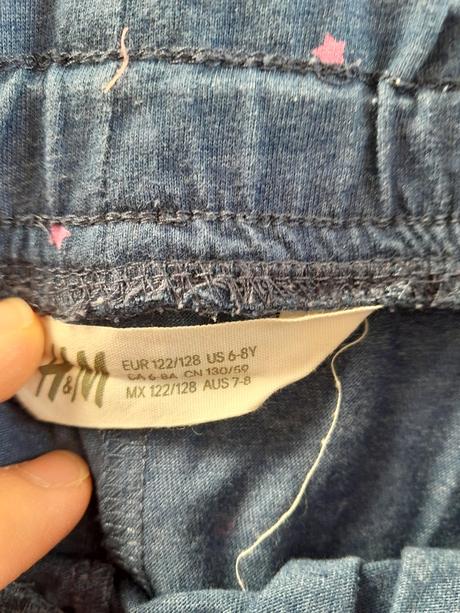 H&M
EUR 122/128 US 6-8Y
CA 6-8A CN 130/59
MX 122/128 AUS 7-8